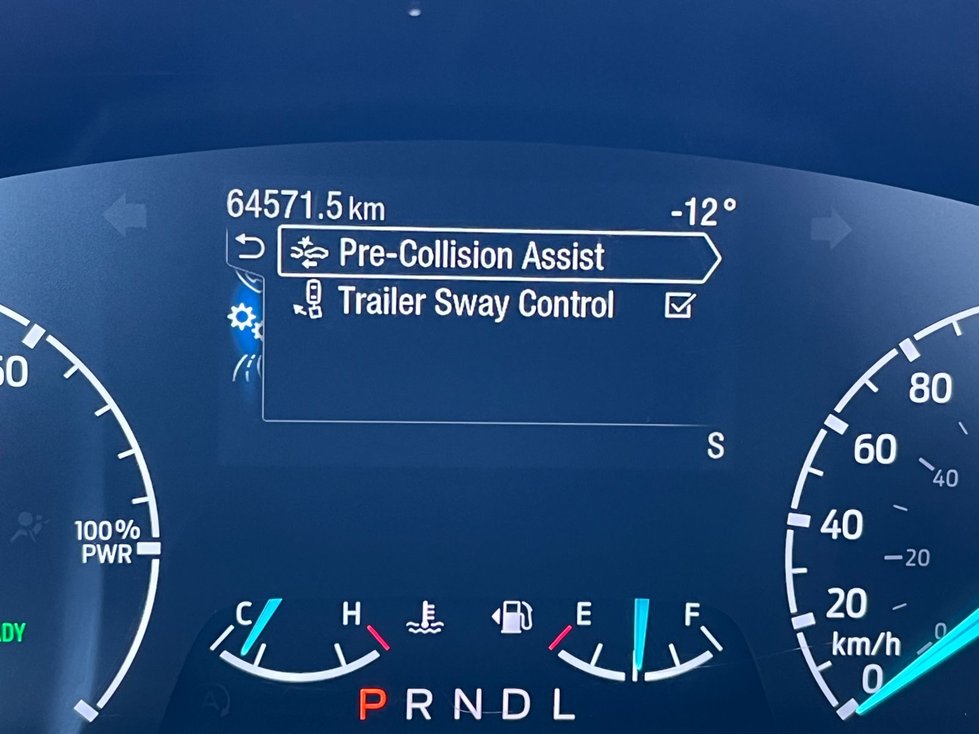 64571.5 km
-12°
Pre-Collision Assist
Trailer Sway Control
S
100%
PWR
C
H
E
F
P R N D L
80
60
40
20
km/h
0
40
20
0